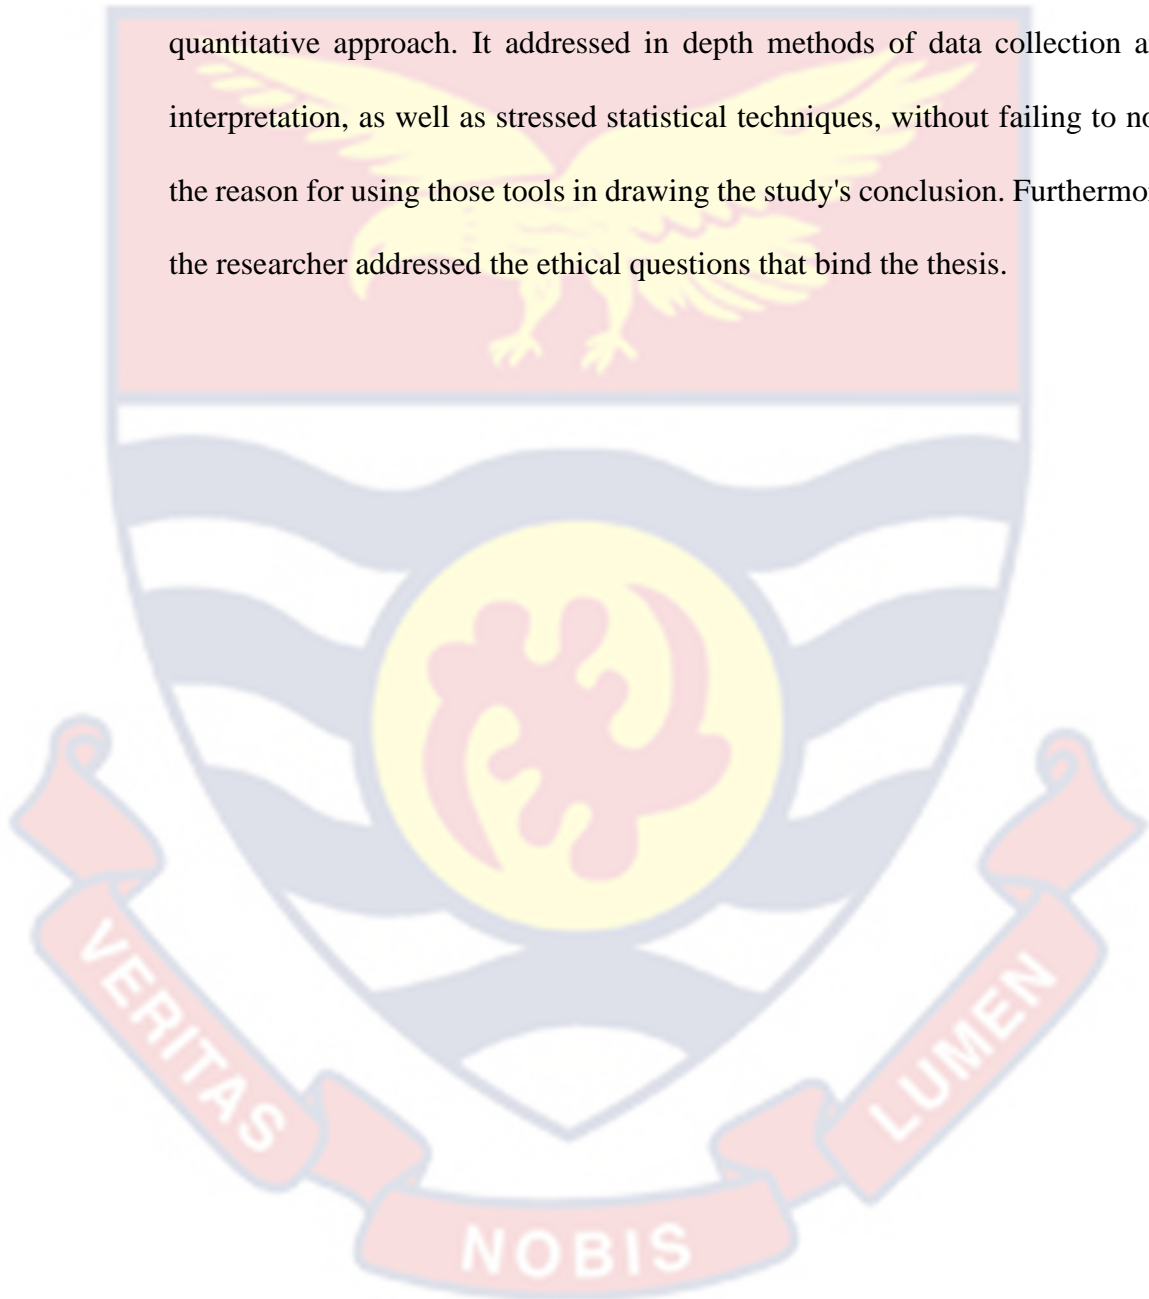 quantitative approach. It addressed in depth methods of data collection a
interpretation, as well as stressed statistical techniques, without failing to no
the reason for using those tools in drawing the study's conclusion. Furthermo
the researcher addressed the ethical questions that bind the thesis.
VERITAS
NOBIS
LUMEN